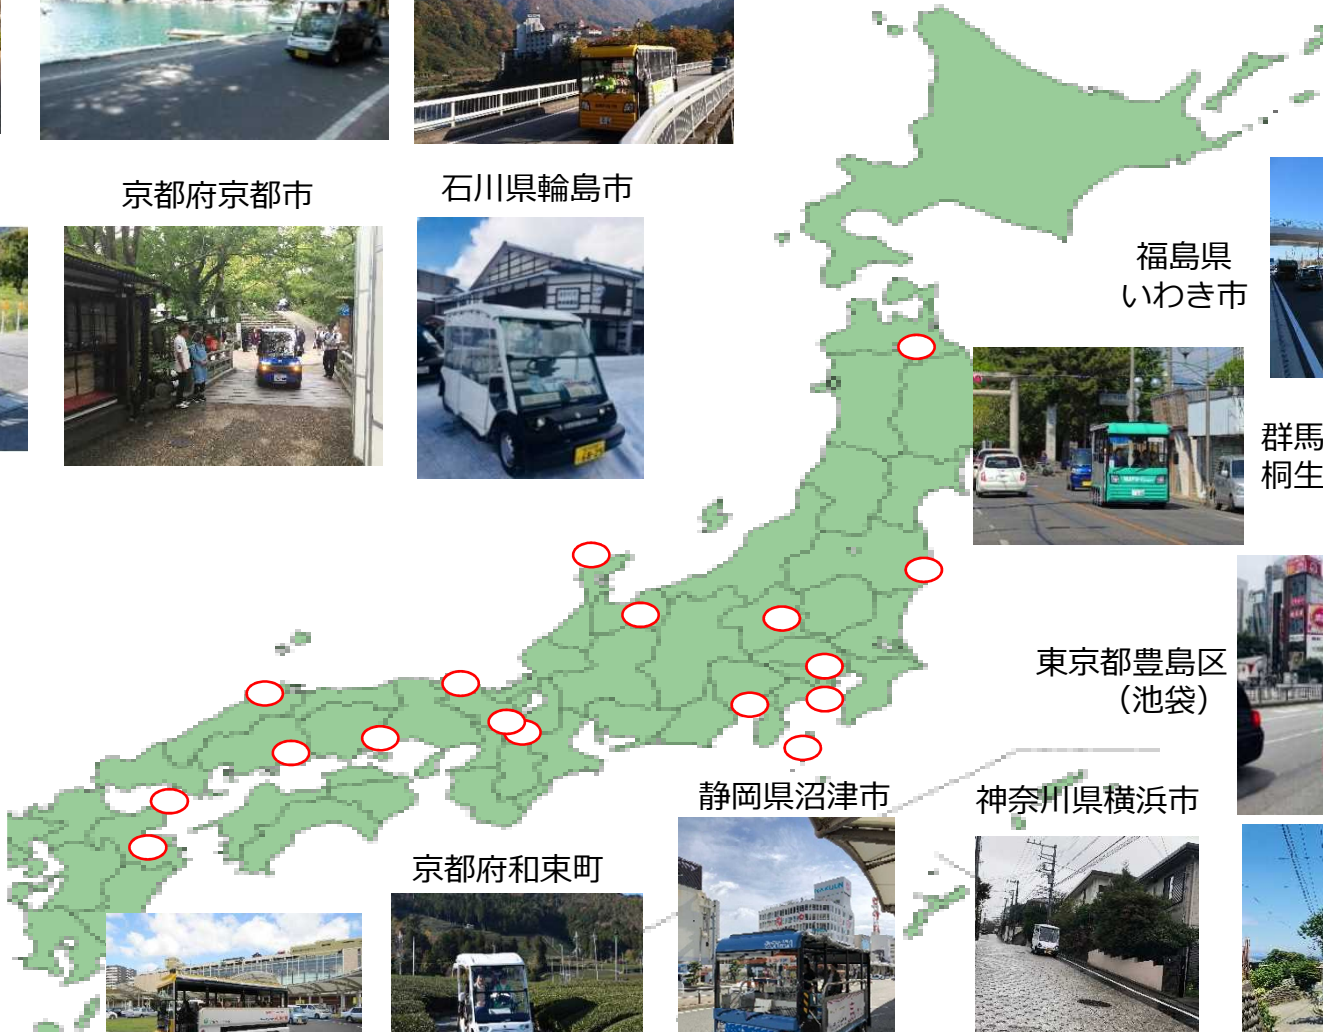 京都府京都市
石川県輪島市
福島県
いわき市
群馬
桐生
東京都豊島区
（池袋）
静岡県沼津市
神奈川県横浜市
京都府和束町